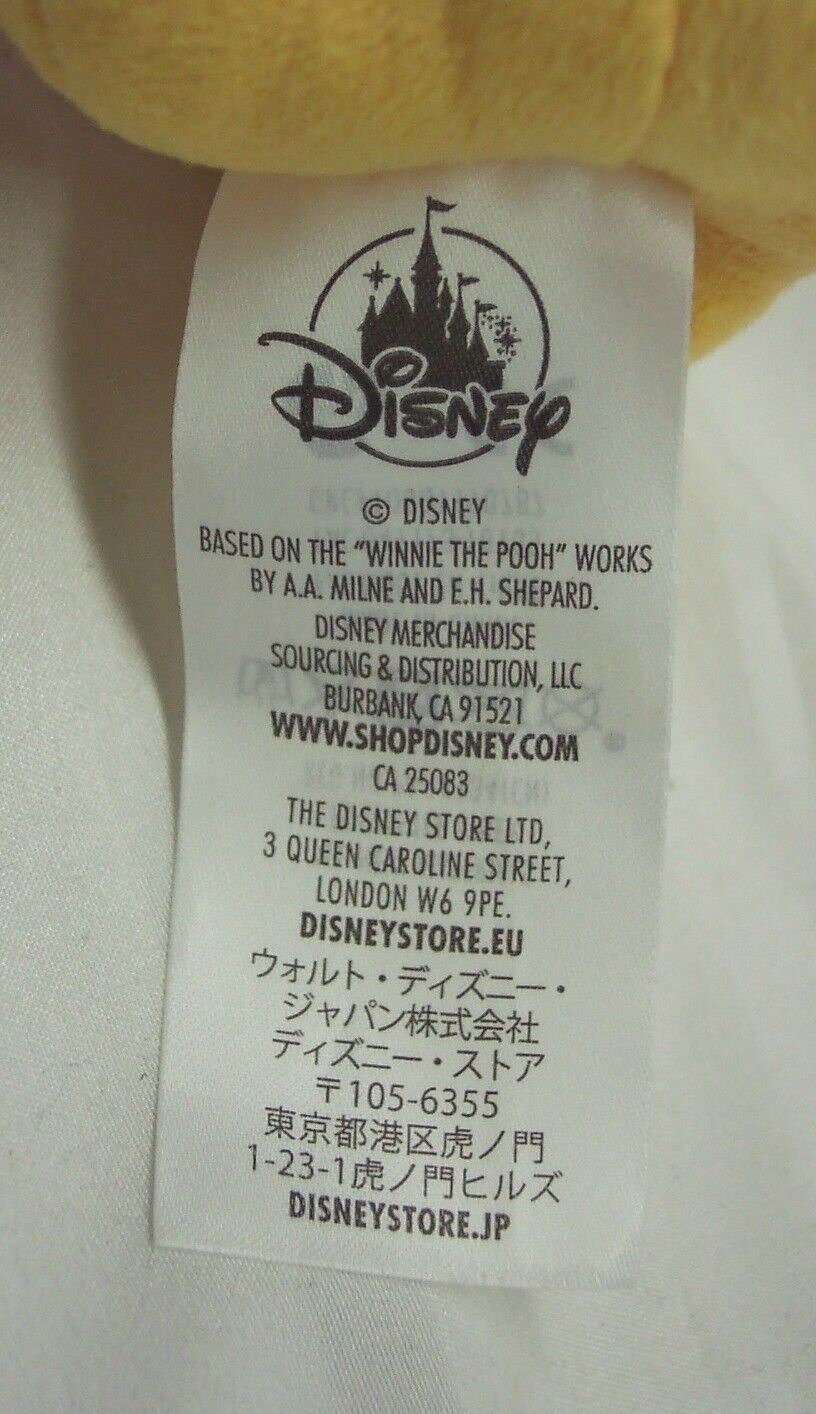 Disney
© DISNEY
BASED ON THE "WINNIE THE POOH" WORKS
BY A.A. MILNE AND E.H. SHEPARD.
DISNEY MERCHANDISE
SOURCING & DISTRIBUTION, LLC
BURBANK, CA 91521
WWW.SHOPDISNEY.COM
CA 25083
THE DISNEY STORE LTD,
3 QUEEN CAROLINE STREET,
LONDON W6 9PE.
DISNEYSTORE.EU
ウォルト・ディズニー・
ジャパン株式会社
ディズニー・ストア
〒105-6355
東京都港区虎ノ門
1-23-1虎ノ門ヒルズ
DISNEYSTORE.JP